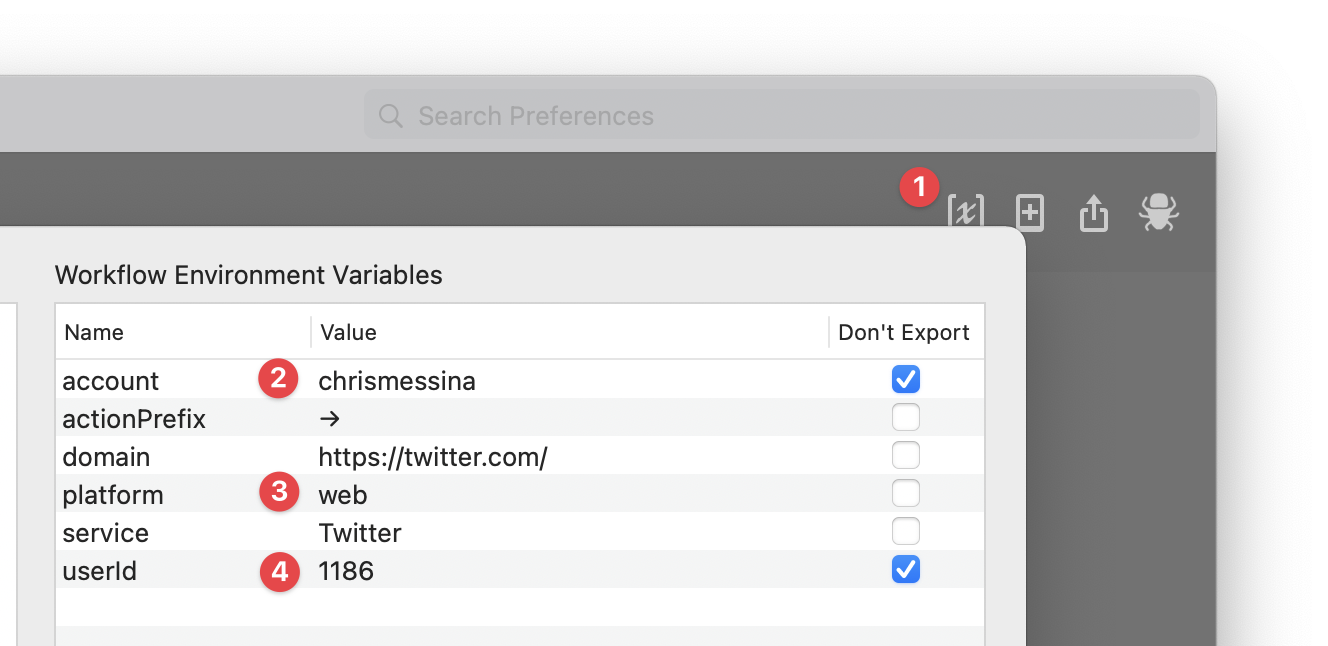 Search Preferences
1
[x]
Workflow Environment Variables
Name Value Don't Export
account 2 chrismessina
actionPrefix →
domain https://twitter.com/
platform 3 web
service Twitter
userId 4 1186